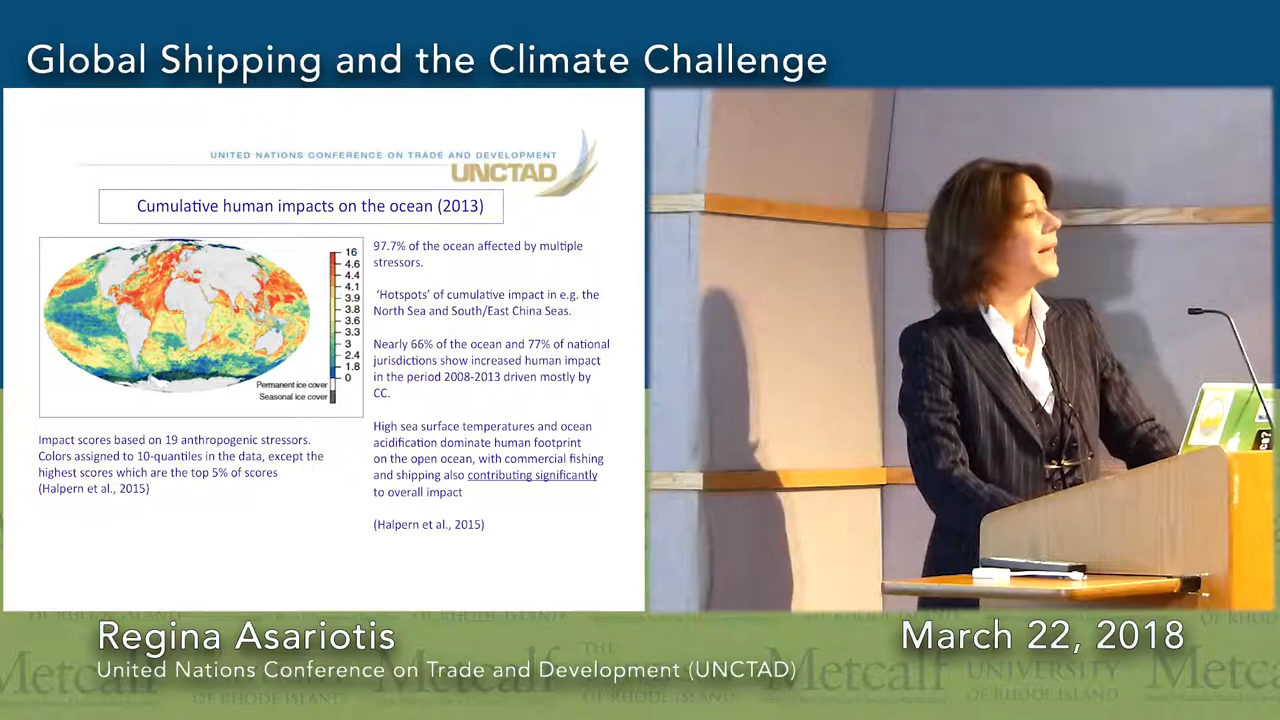 Global Shipping and the Climate Challenge
UNITED NATIONS CONFERENCE ON TRADE AND DEVELOPMENT
UNCTAD
Cumulative human impacts on the ocean (2013)
16
4.6
4.4
4.1
3.9
3.8
3.6
3.3
3
2.4
1.8
0
Permanent ice cover
Seasonal ice cover
Impact scores based on 19 anthropogenic stressors.
Colors assigned to 10-quantiles in the data, except the
highest scores which are the top 5% of scores
(Halpern et al., 2015)
97.7% of the ocean affected by multiple
stressors.
‘Hotspots’ of cumulative impact in e.g. the
North Sea and South/East China Seas.
Nearly 66% of the ocean and 77% of national
jurisdictions show increased human impact
in the period 2008-2013 driven mostly by
CC.
High sea surface temperatures and ocean
acidification dominate human footprint
on the open ocean, with commercial fishing
and shipping also contributing significantly
to overall impact
(Halpern et al., 2015)
Regina Asariotis
United Nations Conference on Trade and Development (UNCTAD)
March 22, 2018
OF RHODE ISLAND
Metcalf
THE
UNIVERSITY
OF RHODE ISLAND
Metcalf